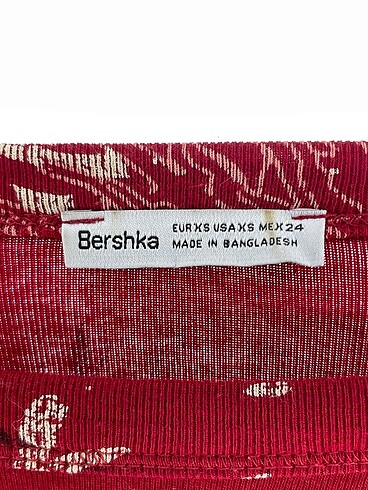 Bershka
EUR XS USA XS MEX 24
MADE IN BANGLADESH